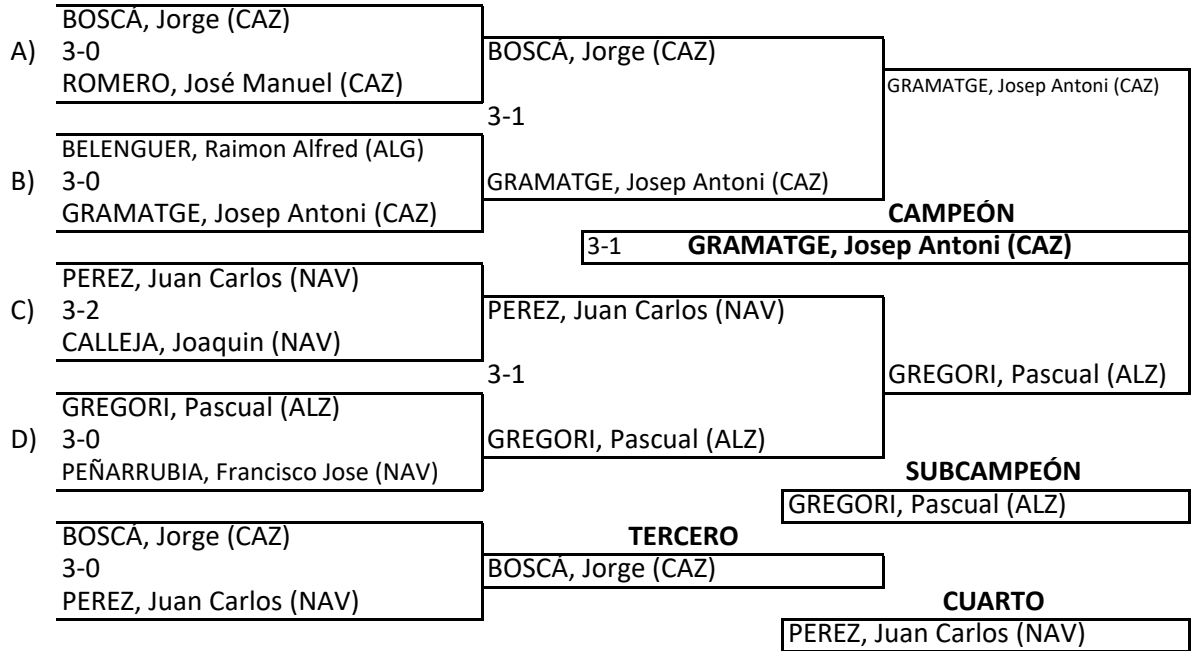 BOSCÁ, Jorge (CAZ)
A) 3-0
ROMERO, José Manuel (CAZ)
BOSCÁ, Jorge (CAZ)
3-1
GRAMATGE, Josep Antoni (CAZ)
BELENGUER, Raimon Alfred (ALG)
B) 3-0
GRAMATGE, Josep Antoni (CAZ)
GRAMATGE, Josep Antoni (CAZ)
CAMPEÓN
3-1 GRAMATGE, Josep Antoni (CAZ)
PEREZ, Juan Carlos (NAV)
C) 3-2
CALLEJA, Joaquin (NAV)
PEREZ, Juan Carlos (NAV)
3-1
GREGORI, Pascual (ALZ)
GREGORI, Pascual (ALZ)
D) 3-0
PEÑARRUBIA, Francisco Jose (NAV)
GREGORI, Pascual (ALZ)
SUBCAMPEÓN
GREGORI, Pascual (ALZ)
BOSCÁ, Jorge (CAZ)
3-0
PEREZ, Juan Carlos (NAV)
TERCERO
BOSCÁ, Jorge (CAZ)
CUARTO
PEREZ, Juan Carlos (NAV)